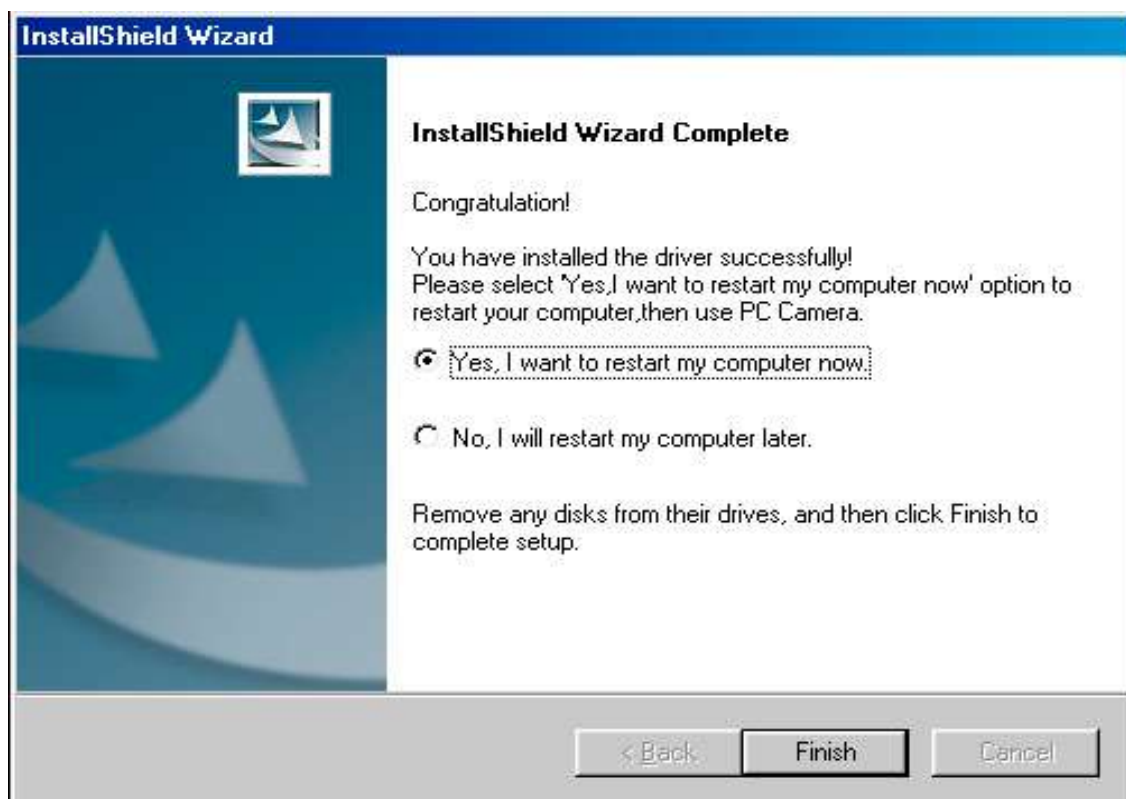 InstallShield Wizard
InstallShield Wizard Complete
Congratulation!
You have installed the driver successfully!
Please select 'Yes,I want to restart my computer now' option to
restart your computer,then use PC Camera.
Yes, I want to restart my computer now.
No, I will restart my computer later.
Remove any disks from their drives, and then click Finish to
complete setup.
< Back Finish Cancel